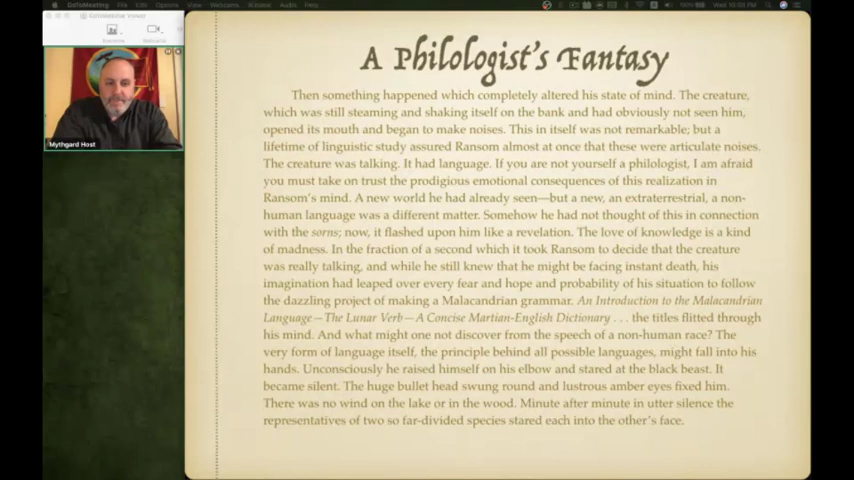 GoToMeeting File Edit Options View Webcams Window Audio Help
GoToWebinar Viewer
Webcams
Mythgard Host
A Philologist's Fantasy
Then something happened which completely altered his state of mind. The creature,
which was still steaming and shaking itself on the bank and had obviously not seen him,
opened its mouth and began to make noises. This in itself was not remarkable; but a
lifetime of linguistic study assured Ransom almost at once that these were articulate noises.
The creature was talking. It had language. If you are not yourself a philologist, I am afraid
you must take on trust the prodigious emotional consequences of this realization in
Ransom's mind. A new world he had already seen—but a new, an extraterrestrial, a non-
human language was a different matter. Somehow he had not thought of this in connection
with the sorns; now, it flashed upon him like a revelation. The love of knowledge is a kind
of madness. In the fraction of a second which it took Ransom to decide that the creature
was really talking, and while he still knew that he might be facing instant death, his
imagination had leaped over every fear and hope and probability of his situation to follow
the dazzling project of making a Malacandrian grammar. An Introduction to the Malacandrian
Language—The Lunar Verb—A Concise Martian-English Dictionary . . . the titles flitted through
his mind. And what might one not discover from the speech of a non-human race? The
very form of language itself, the principle behind all possible languages, might fall into his
hands. Unconsciously he raised himself on his elbow and stared at the black beast. It
became silent. The huge bullet head swung round and lustrous amber eyes fixed him.
There was no wind on the lake or in the wood. Minute after minute in utter silence the
representatives of two so far-divided species stared each into the other's face.